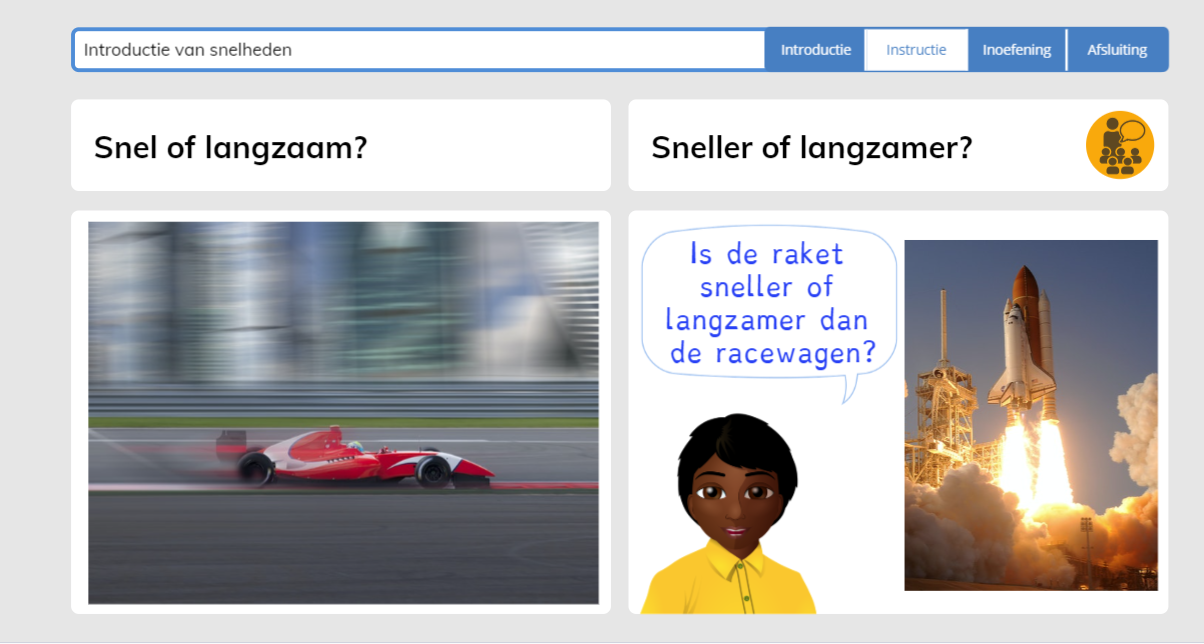 Introductie van snelheden
Introductie
Instructie
Inoefening
Afsluiting
Snel of langzaam?
Sneller of langzamer?
Is de raket
sneller of
langzamer dan
de racewagen?